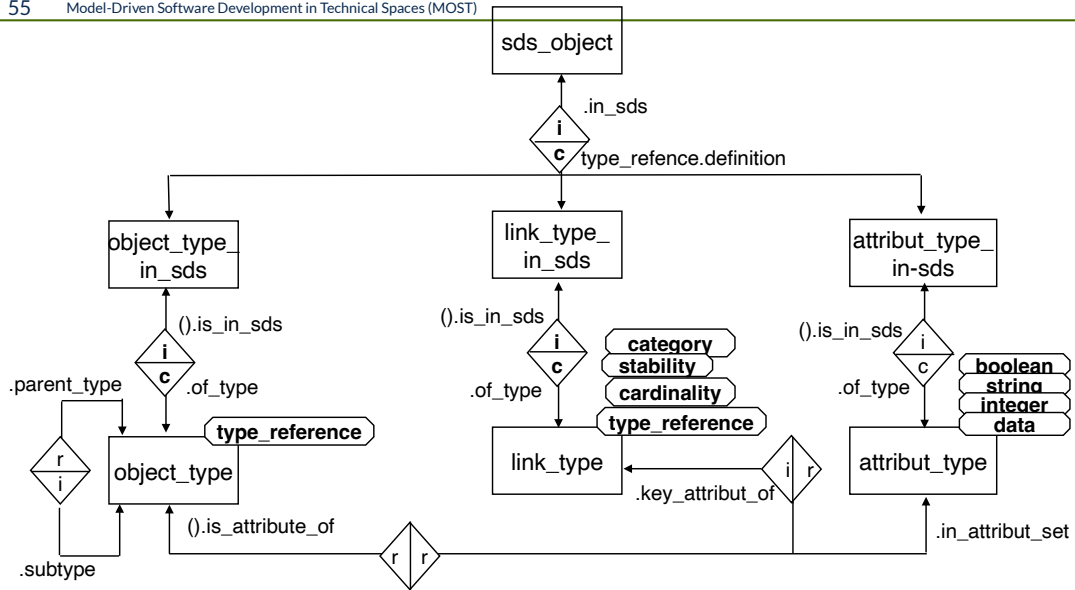 55 Model-Driven Software Development in Technical Spaces (MOST)
sds_object
.in_sds
i
c
type_refence.definition
object_type_
in_sds
link_type_
in_sds
attribut_type_
in-sds
().is_in_sds
i
c
.of_type
().is_in_sds
i
c
.of_type
().is_in_sds
i
c
.of_type
category
stability
cardinality
type_reference
boolean
string
integer
data
.parent_type
r
i
.subtype
type_reference
object_type
link_type
attribut_type
i r
.key_attribut_of
().is_attribute_of
r r
.in_attribut_set